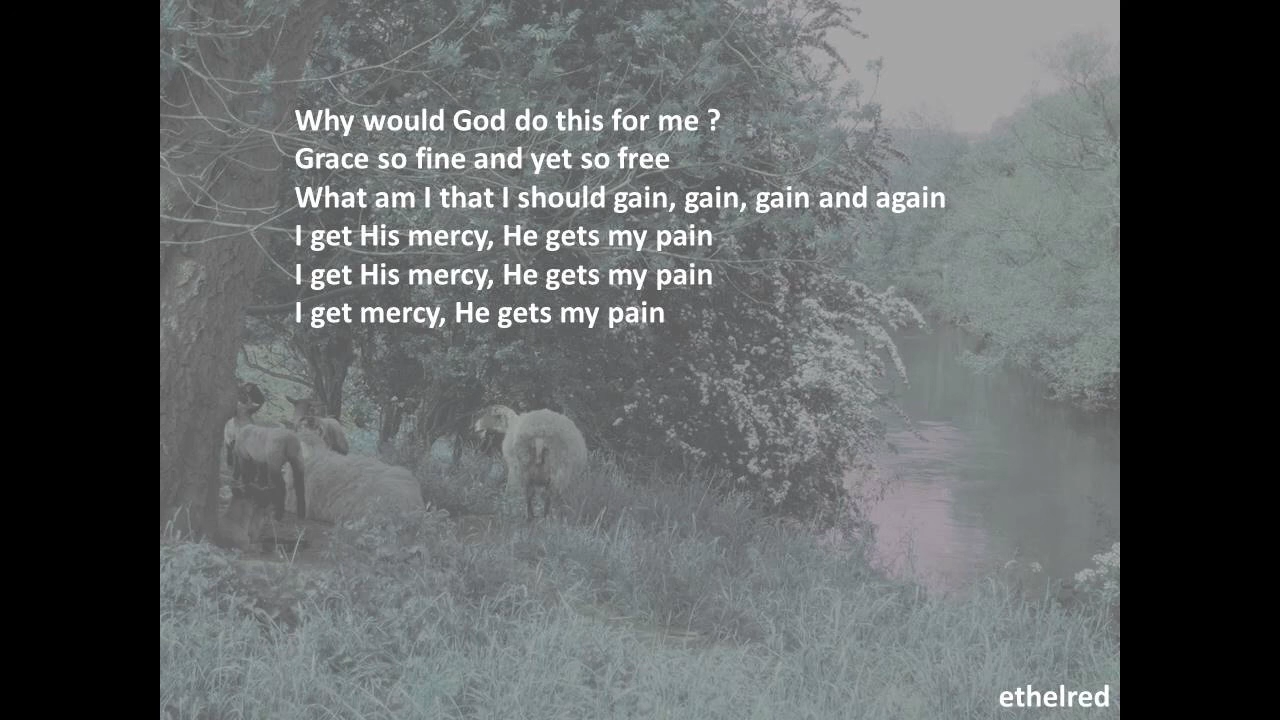 Why would God do this for me ?
Grace so fine and yet so free
What am I that I should gain, gain, gain and again
I get His mercy, He gets my pain
I get His mercy, He gets my pain
I get mercy, He gets my pain
ethelred